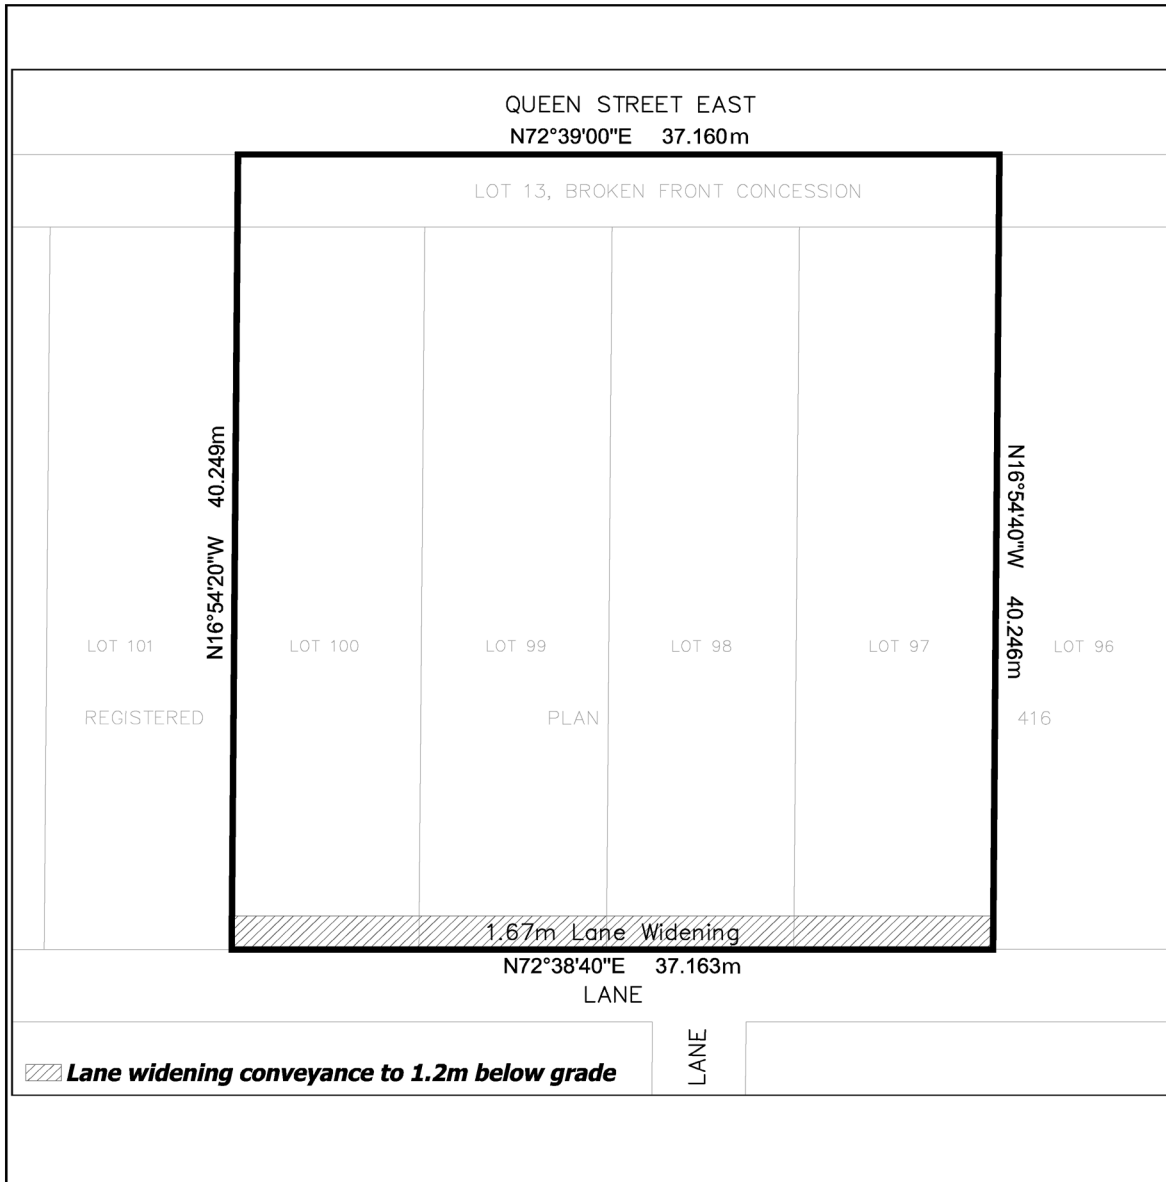 QUEEN STREET EAST
N72°39'00"E 37.160m
LOT 13, BROKEN FRONT CONCESSION
N16°54'20"W 40.249m
N16°54'40"W 40.246m
LOT 101 LOT 100 LOT 99 LOT 98 LOT 97 LOT 96
REGISTERED PLAN 416
1.67m Lane Widening
N72°38'40"E 37.163m
LANE
LANE
Lane widening conveyance to 1.2m below grade